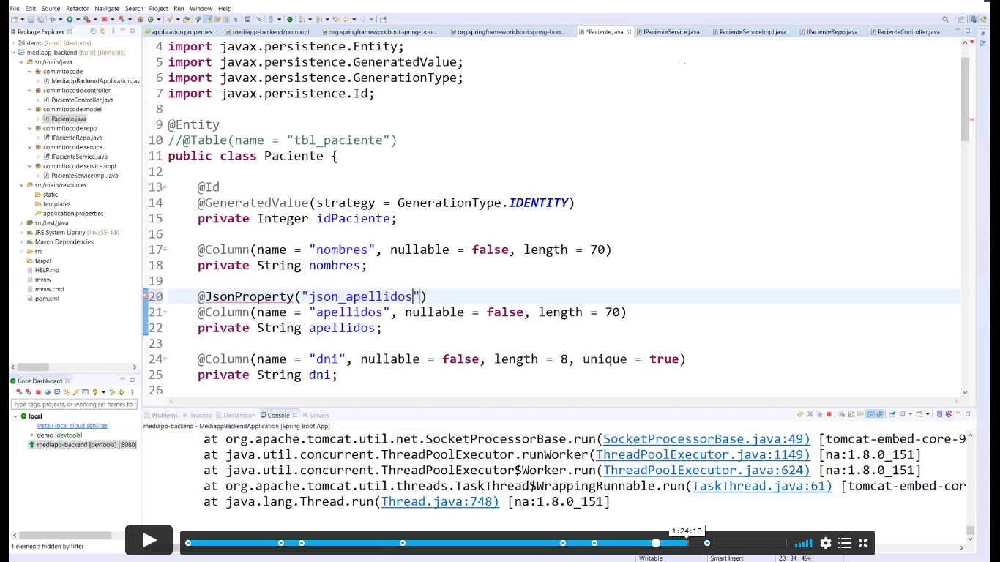 File Edit Source Refactor Navigate Search Project Run Window Help
Package Explorer
demo [boot] [devtools]
mediapp-backend [boot] [devtools]
src/main/java
com.mitocode
MediappBackendApplication.java
com.mitocode.controller
PacienteController.java
com.mitocode.model
Paciente.java
com.mitocode.repo
IPacienteRepo.java
com.mitocode.service
IPacienteService.java
com.mitocode.service.impl
PacienteServiceImpl.java
src/main/resources
static
templates
application.properties
src/test/java
JRE System Library [JavaSE-1.8]
Maven Dependencies
src
target
HELP.md
mvnw
mvnw.cmd
pom.xml
Boot Dashboard
Type tags, projects, or working set names to r
local
Install local cloud services
demo [devtools]
mediapp-backend [devtools] [:8080]
1 elements hidden by filter
application.properties mediapp-backend/pom.xml org.springframework.boot:spring-boo... org.springframework.boot:spring-boo... *Paciente.java IPacienteService.java PacienteServiceImpl.java IPacienteRepo.java PacienteController.java
4 import javax.persistence.Entity;
5 import javax.persistence.GeneratedValue;
6 import javax.persistence.GenerationType;
7 import javax.persistence.Id;
8
9 @Entity
10 //@Table(name = "tbl_paciente")
11 public class Paciente {
12
13 @Id
14 @GeneratedValue(strategy = GenerationType.IDENTITY)
15 private Integer idPaciente;
16
17 @Column(name = "nombres", nullable = false, length = 70)
18 private String nombres;
19
20 @JsonProperty("json_apellidos")
21 @Column(name = "apellidos", nullable = false, length = 70)
22 private String apellidos;
23
24 @Column(name = "dni", nullable = false, length = 8, unique = true)
25 private String dni;
26
Problems Javadoc Declaration Console Servers
mediapp-backend - MediappBackendApplication [Spring Boot App]
at org.apache.tomcat.util.net.SocketProcessorBase.run(SocketProcessorBase.java:49) [tomcat-embed-core-9
at java.util.concurrent.ThreadPoolExecutor.runWorker(ThreadPoolExecutor.java:1149) [na:1.8.0_151]
at java.util.concurrent.ThreadPoolExecutor$Worker.run(ThreadPoolExecutor.java:624) [na:1.8.0_151]
at org.apache.tomcat.util.threads.TaskThread$WrappingRunnable.run(TaskThread.java:61) [tomcat-embed-cor
at java.lang.Thread.run(Thread.java:748) [na:1.8.0_151]
1:24:18
Writable Smart Insert 20 : 34 : 494